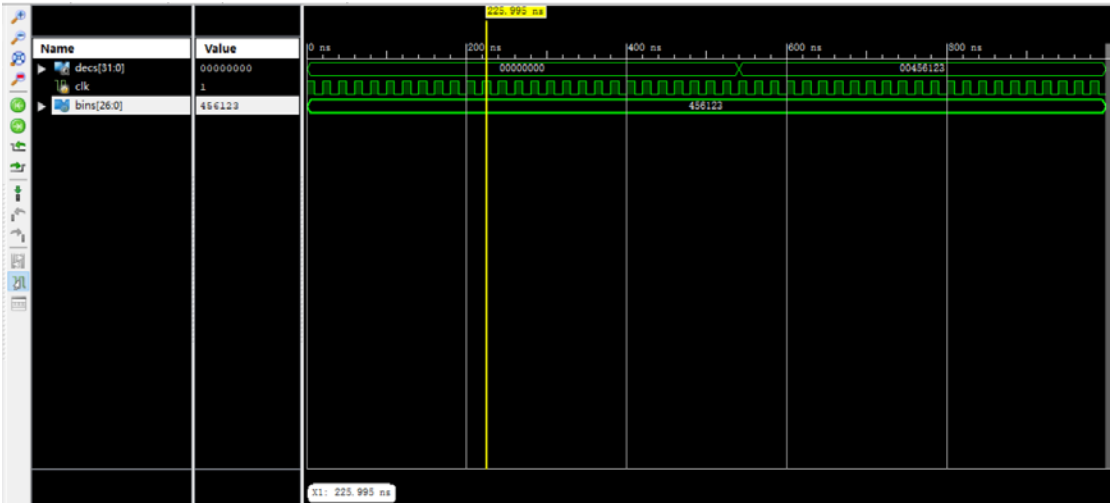 225.995 ns
Name Value
0 ns 200 ns 400 ns 600 ns 800 ns
decs[31:0] 00000000 00000000 00456123
clk 1
bins[26:0] 456123 456123
X1: 225.995 ns